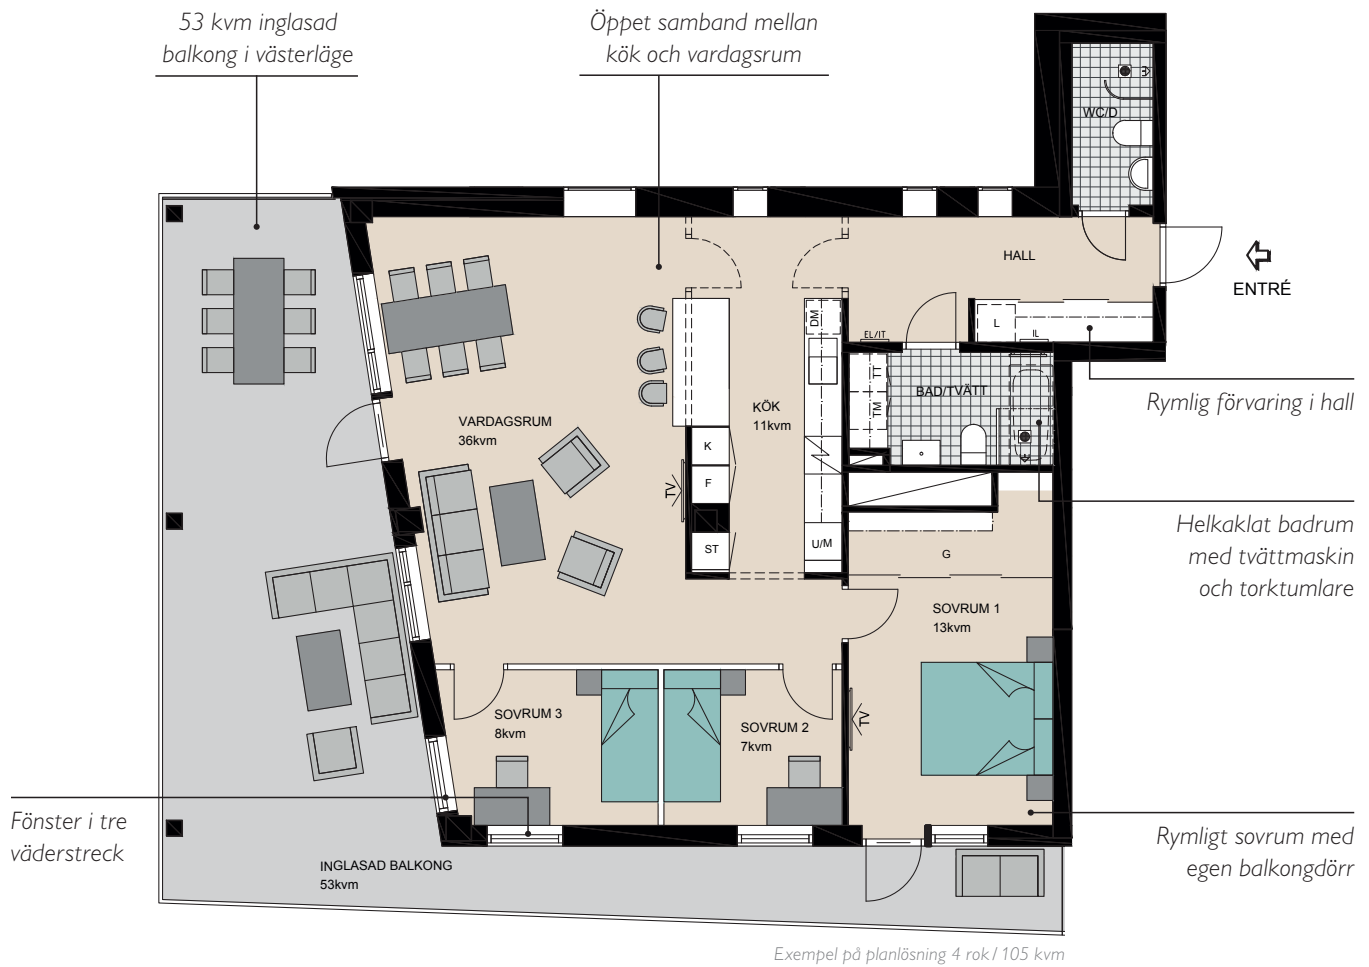 53 kvm inglasad
balkong i västerläge
Öppet samband mellan
kök och vardagsrum
WC/D
HALL
ENTRÉ
L
IL
EL/IT
DM
Rymlig förvaring i hall
TT
TM
BAD/TVÄTT
KÖK
11kvm
VARDAGSRUM
36kvm
K
F
TV
ST
U/M
Helkaklat badrum
med tvättmaskin
och torktumlare
G
SOVRUM 1
13kvm
TV
SOVRUM 3
8kvm
SOVRUM 2
7kvm
Fönster i tre
väderstreck
Rymligt sovrum med
egen balkongdörr
INGLASAD BALKONG
53kvm
Exempel på planlösning 4 rok / 105 kvm